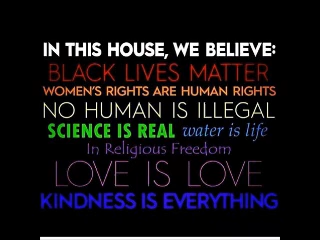 IN THIS HOUSE, WE BELIEVE:
BLACK LIVES MATTER
WOMEN'S RIGHTS ARE HUMAN RIGHTS
NO HUMAN IS ILLEGAL
SCIENCE IS REAL water is life
In Religious Freedom
LOVE IS LOVE
KINDNESS IS EVERYTHING